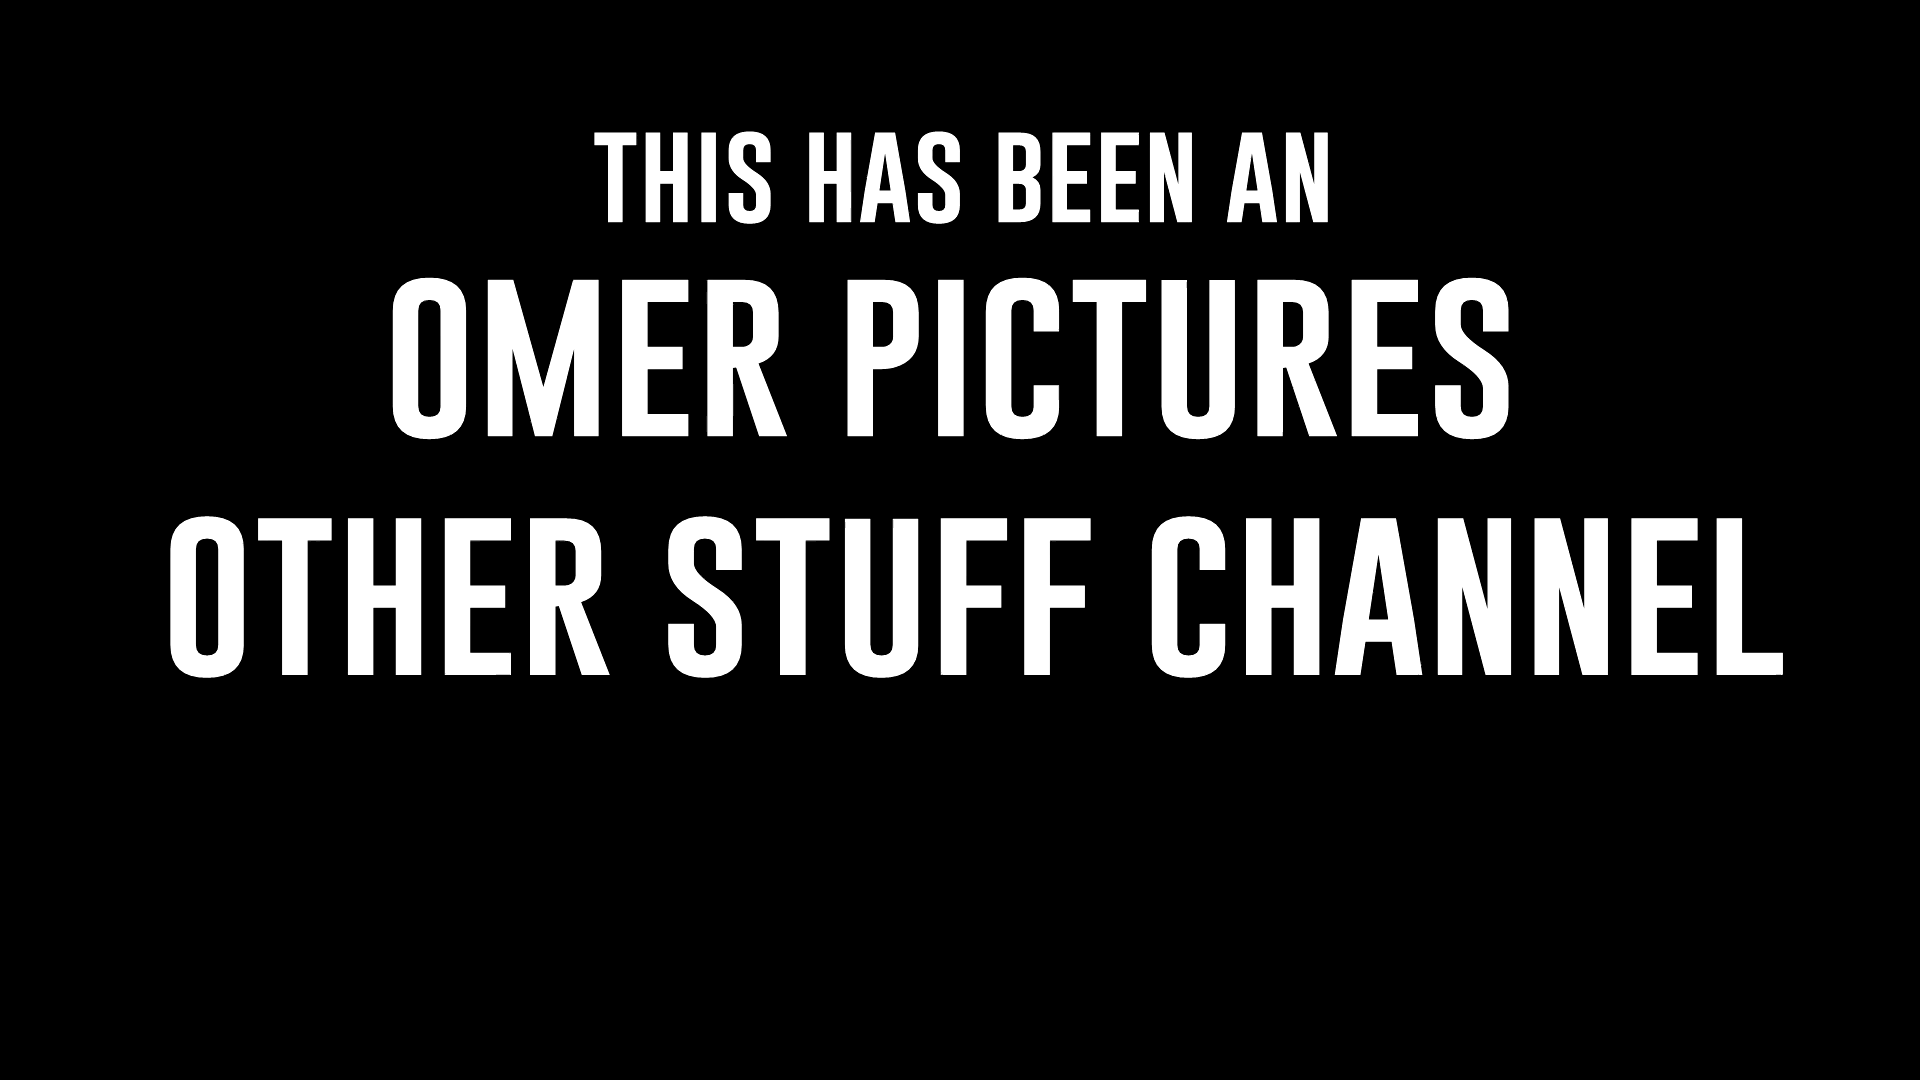 THIS HAS BEEN AN
OMER PICTURES
OTHER STUFF CHANNEL